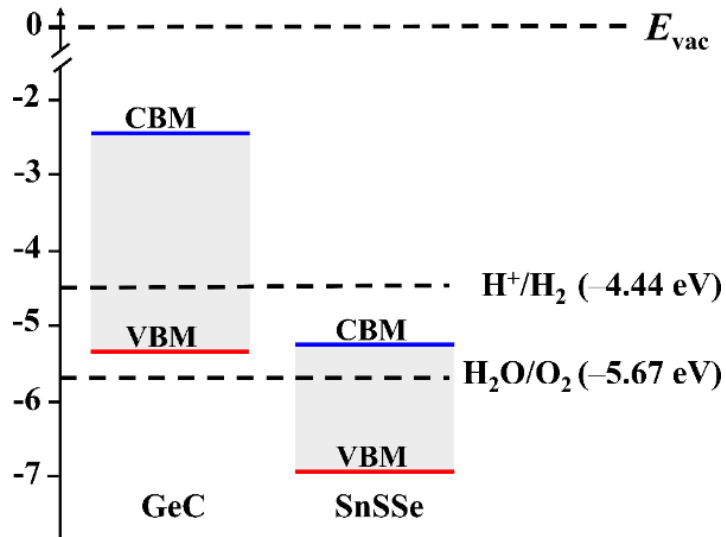 0
E_vac
-2
CBM
-3
-4
H⁺/H₂ (–4.44 eV)
-5
VBM
CBM
H₂O/O₂ (–5.67 eV)
-6
VBM
-7
GeC
SnSSe